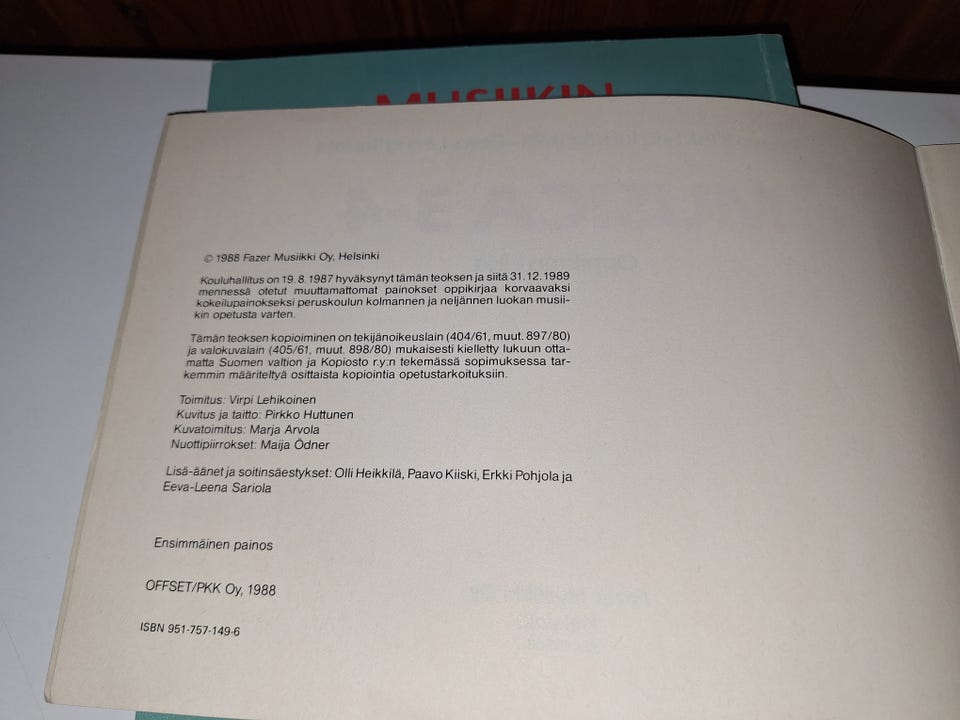 MUSIIKIN
© 1988 Fazer Musiikki Oy, Helsinki
Kouluhallitus on 19.8.1987 hyväksynyt tämän teoksen ja siitä 31.12.1989
mennessä otetut muuttamattomat painokset oppikirjaa korvaavaksi
kokeilupainokseksi peruskoulun kolmannen ja neljännen luokan musii-
kin opetusta varten.
Tämän teoksen kopioiminen on tekijänoikeuslain (404/61, muut. 897/80)
ja valokuvalain (405/61, muut. 898/80) mukaisesti kielletty lukuun otta-
matta Suomen valtion ja Kopiosto r.y:n tekemässä sopimuksessa tar-
kemmin määriteltyä osittaista kopiointia opetustarkoituksiin.
Toimitus: Virpi Lehikoinen
Kuvitus ja taitto: Pirkko Huttunen
Kuvatoimitus: Marja Arvola
Nuottipiirrokset: Maija Ödner
Lisä-äänet ja soitinsäestykset: Olli Heikkilä, Paavo Kiiski, Erkki Pohjola ja
Eeva-Leena Sariola
Ensimmäinen painos
OFFSET/PKK Oy, 1988
ISBN 951-757-149-6